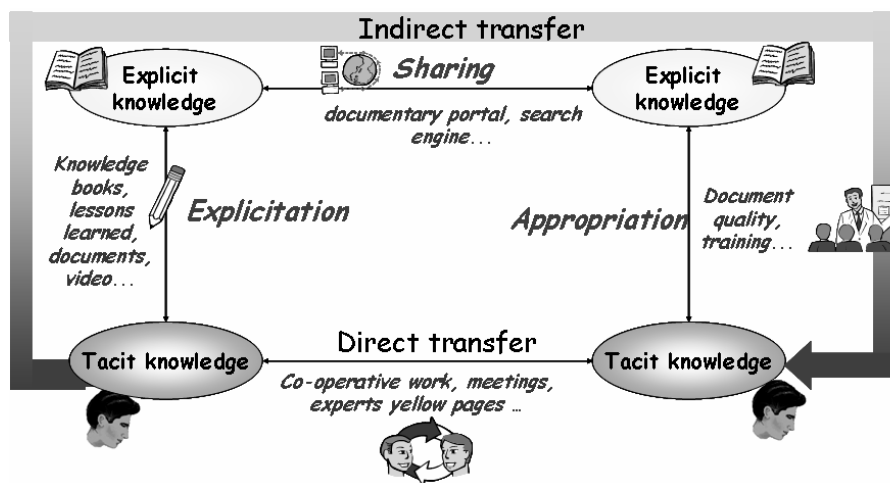 Indirect transfer
Explicit
knowledge
Sharing
documentary portal, search
engine...
Explicit
knowledge
Knowledge
books,
lessons
learned,
documents,
video...
Explicitation
Appropriation
Document
quality,
training...
Tacit knowledge
Direct transfer
Co-operative work, meetings,
experts yellow pages ...
Tacit knowledge